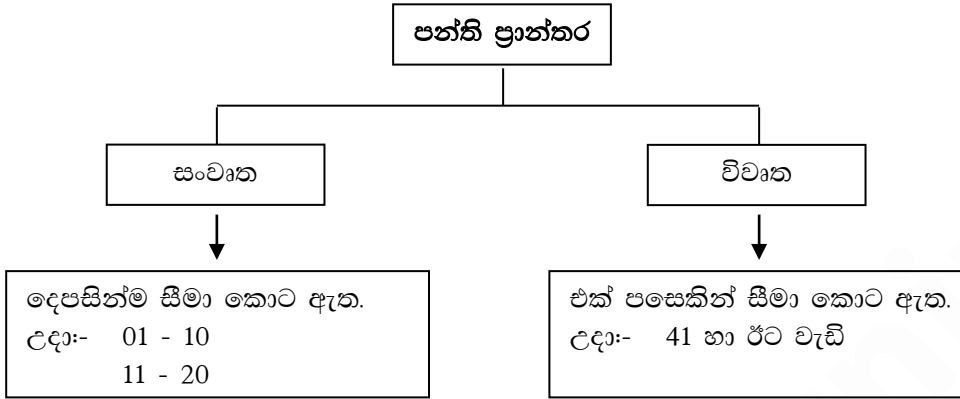 පන්ති ප්‍රාන්තර
සංවෘත
විවෘත
දෙපසින්ම සීමා කොට ඇත.
උදා:- 01 - 10
11 - 20
එක් පසෙකින් සීමා කොට ඇත.
උදා:- 41 හා ඊට වැඩි